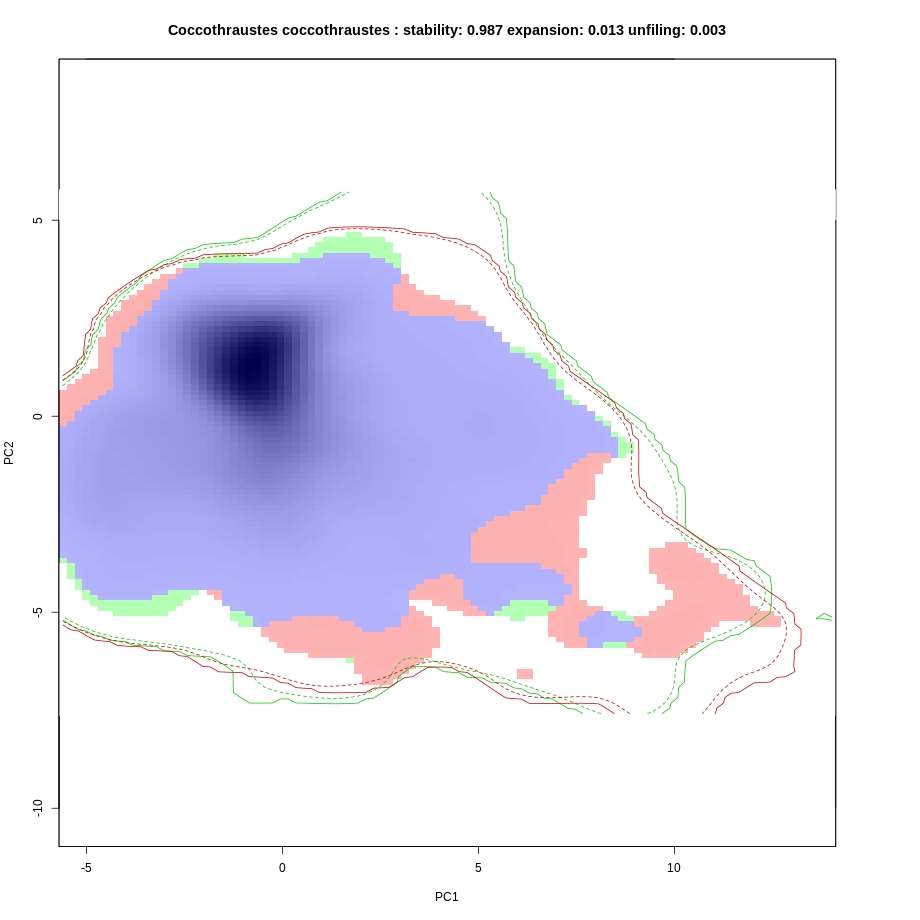 Coccothraustes coccothraustes : stability: 0.987 expansion: 0.013 unfiling: 0.003
5
0
-5
-10
PC2
-5 0 5 10
PC1